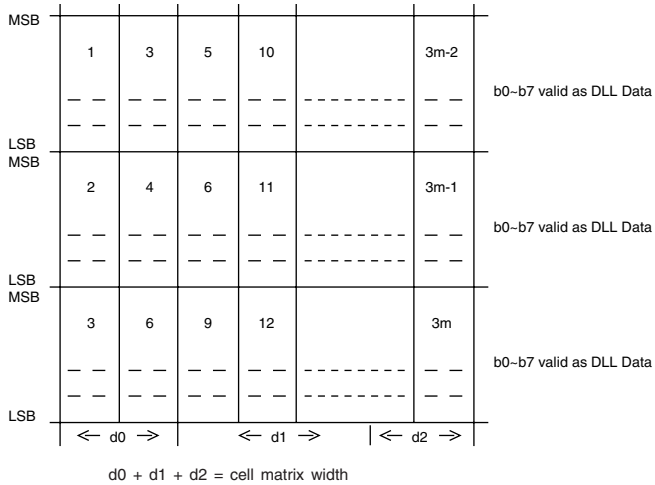 MSB
1 3 5 10 3m-2
b0~b7 valid as DLL Data
LSB
MSB
2 4 6 11 3m-1
b0~b7 valid as DLL Data
LSB
MSB
3 6 9 12 3m
b0~b7 valid as DLL Data
LSB
d0 d1 d2
d0 + d1 + d2 = cell matrix width